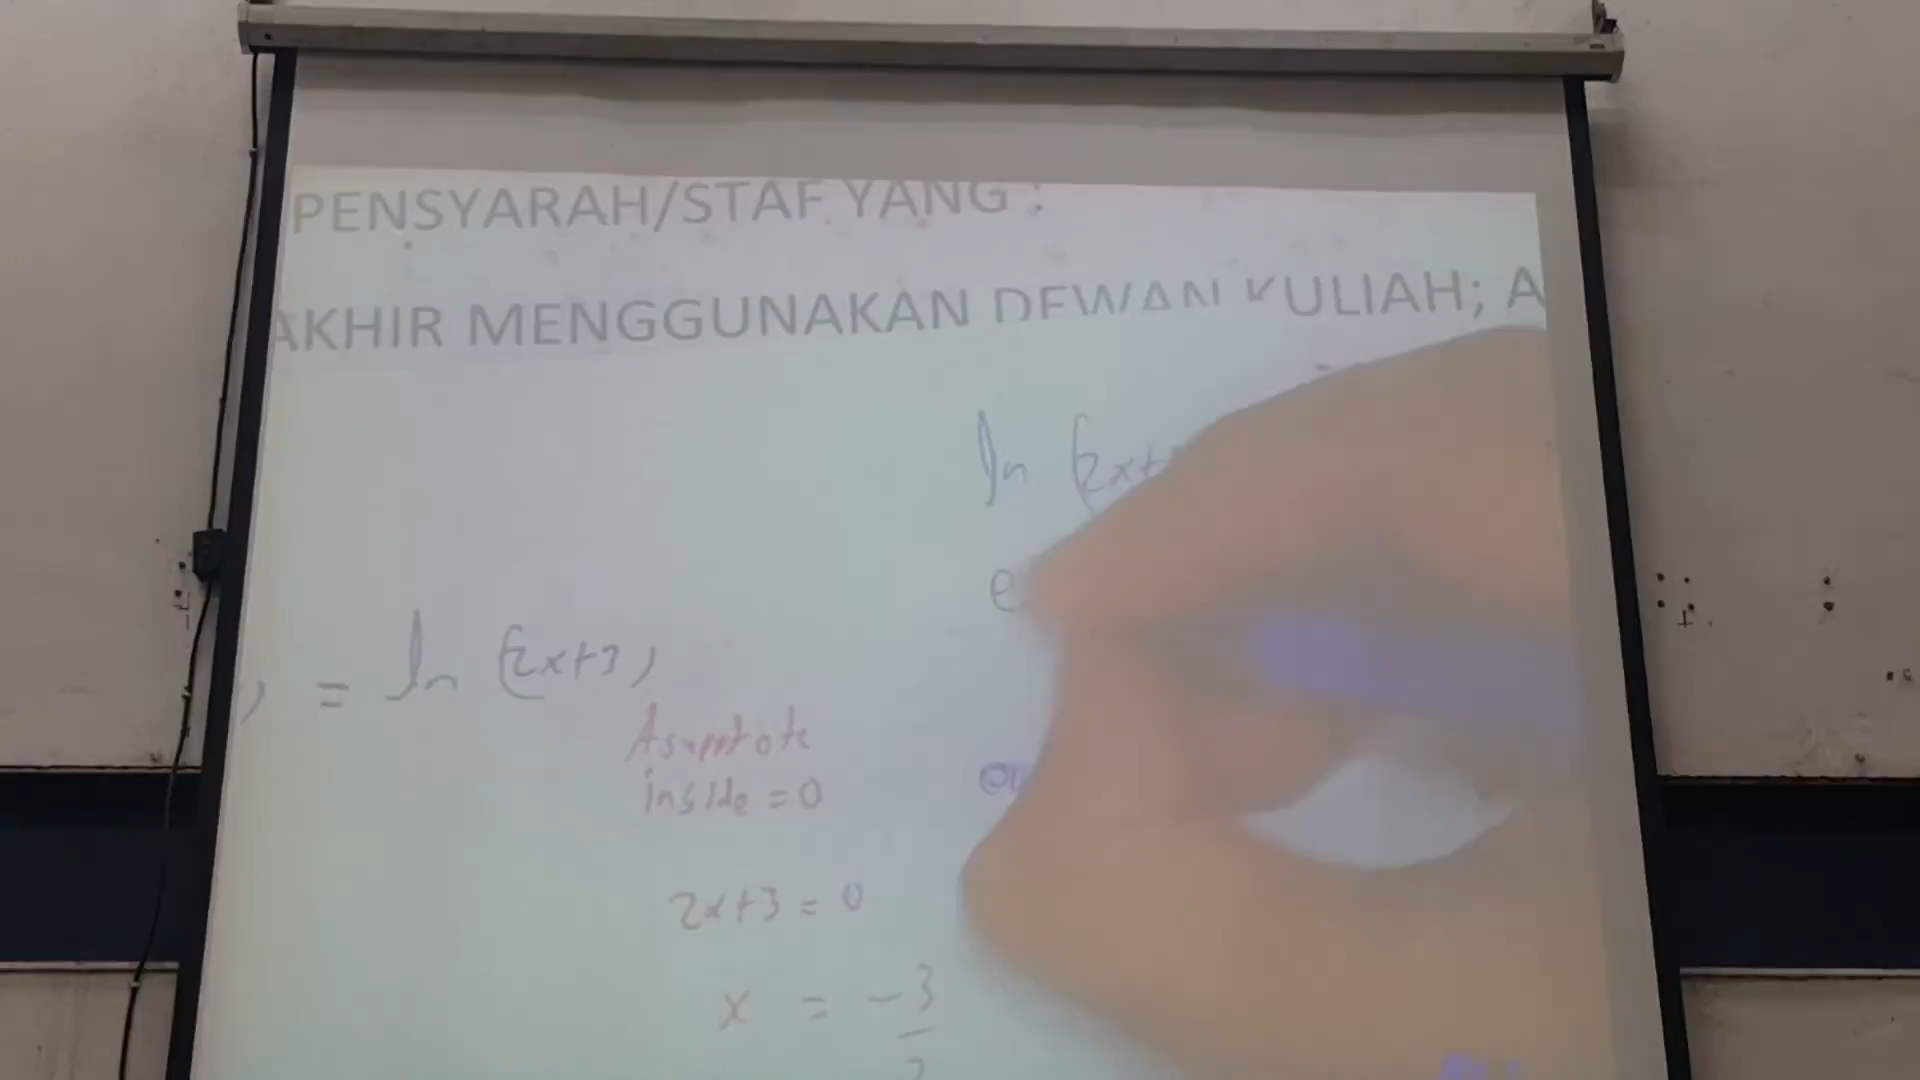 PENSYARAH/STAF YANG :
AKHIR MENGGUNAKAN DEWAN KULIAH; A
ln (2x+
e
) = ln (2x+3)
Asymptote
inside = 0
2x+3 = 0
x = -3